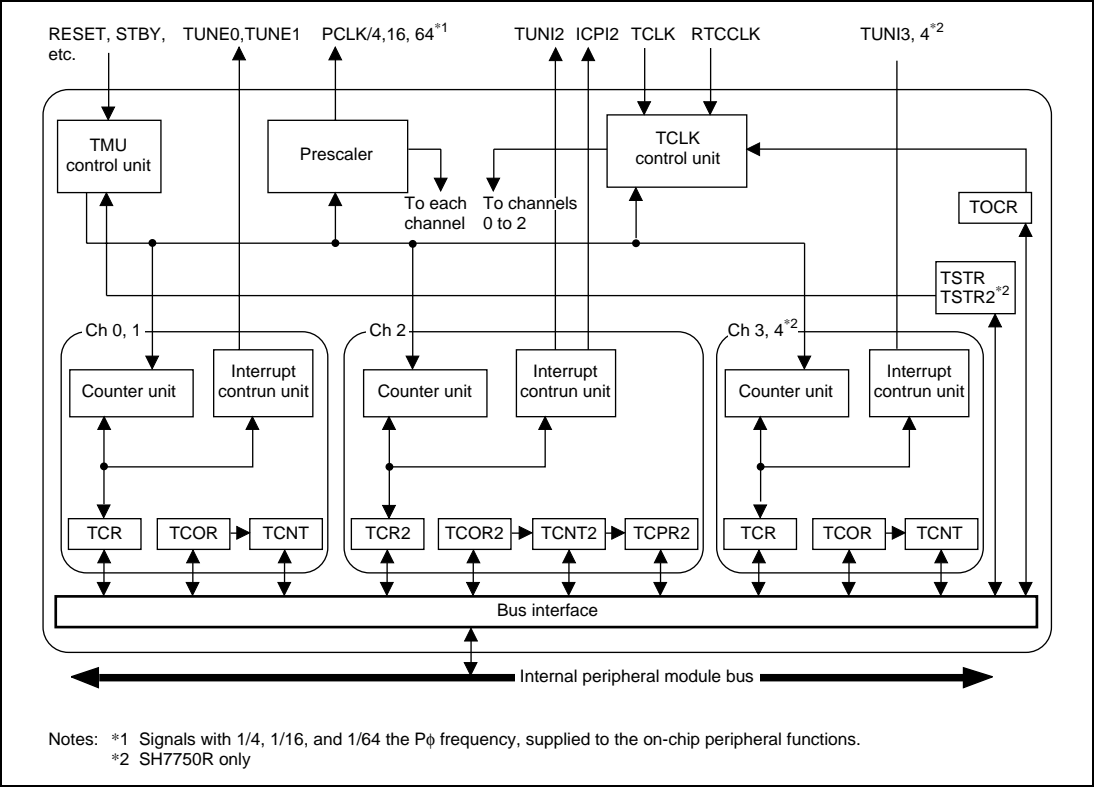 RESET, STBY,
etc.
TUNE0,TUNE1
PCLK/4,16, 64*1
TUNI2
ICPI2
TCLK
RTCCLK
TUNI3, 4*2
TMU
control unit
Prescaler
TCLK
control unit
To each
channel
To channels
0 to 2
TOCR
TSTR
TSTR2*2
Ch 0, 1
Counter unit
Interrupt
contrun unit
TCR
TCOR
TCNT
Ch 2
Counter unit
Interrupt
contrun unit
TCR2
TCOR2
TCNT2
TCPR2
Ch 3, 4*2
Counter unit
Interrupt
contrun unit
TCR
TCOR
TCNT
Bus interface
Internal peripheral module bus
Notes: *1 Signals with 1/4, 1/16, and 1/64 the Pϕ frequency, supplied to the on-chip peripheral functions.
*2 SH7750R only